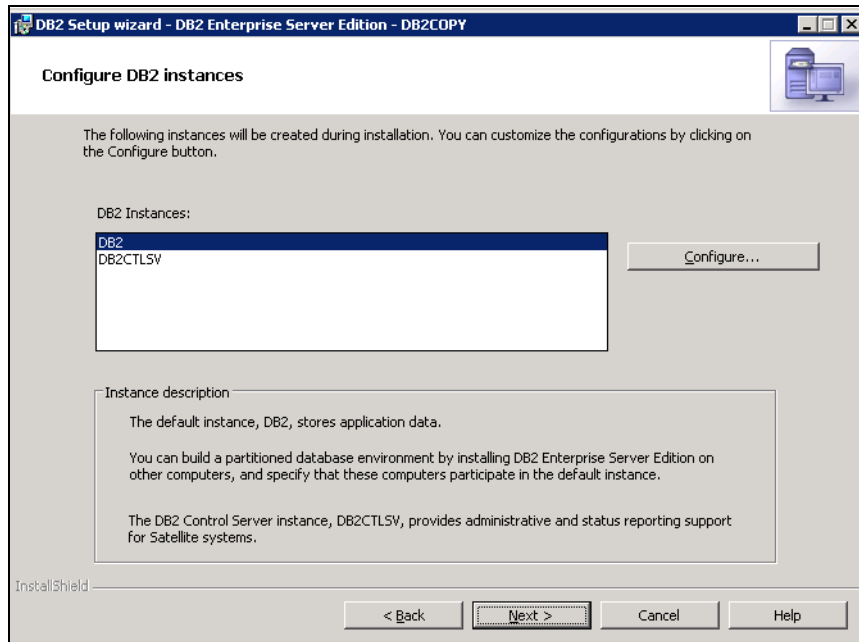 DB2 Setup wizard - DB2 Enterprise Server Edition - DB2COPY
Configure DB2 instances
The following instances will be created during installation. You can customize the configurations by clicking on
the Configure button.
DB2 Instances:
DB2
DB2CTLSV
Configure...
Instance description
The default instance, DB2, stores application data.
You can build a partitioned database environment by installing DB2 Enterprise Server Edition on
other computers, and specify that these computers participate in the default instance.
The DB2 Control Server instance, DB2CTLSV, provides administrative and status reporting support
for Satellite systems.
InstallShield
< Back
Next >
Cancel
Help